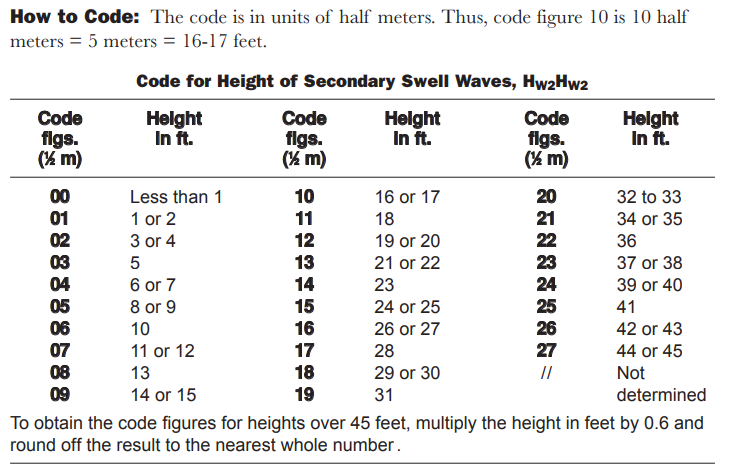 How to Code: The code is in units of half meters. Thus, code figure 10 is 10 half
meters = 5 meters = 16-17 feet.
Code for Height of Secondary Swell Waves, HW2HW2
Code Height Code Height Code Height
figs. in ft. figs. in ft. figs. in ft.
(½ m) (½ m) (½ m)
00 Less than 1 10 16 or 17 20 32 to 33
01 1 or 2 11 18 21 34 or 35
02 3 or 4 12 19 or 20 22 36
03 5 13 21 or 22 23 37 or 38
04 6 or 7 14 23 24 39 or 40
05 8 or 9 15 24 or 25 25 41
06 10 16 26 or 27 26 42 or 43
07 11 or 12 17 28 27 44 or 45
08 13 18 29 or 30 // Not
09 14 or 15 19 31 determined
To obtain the code figures for heights over 45 feet, multiply the height in feet by 0.6 and
round off the result to the nearest whole number.